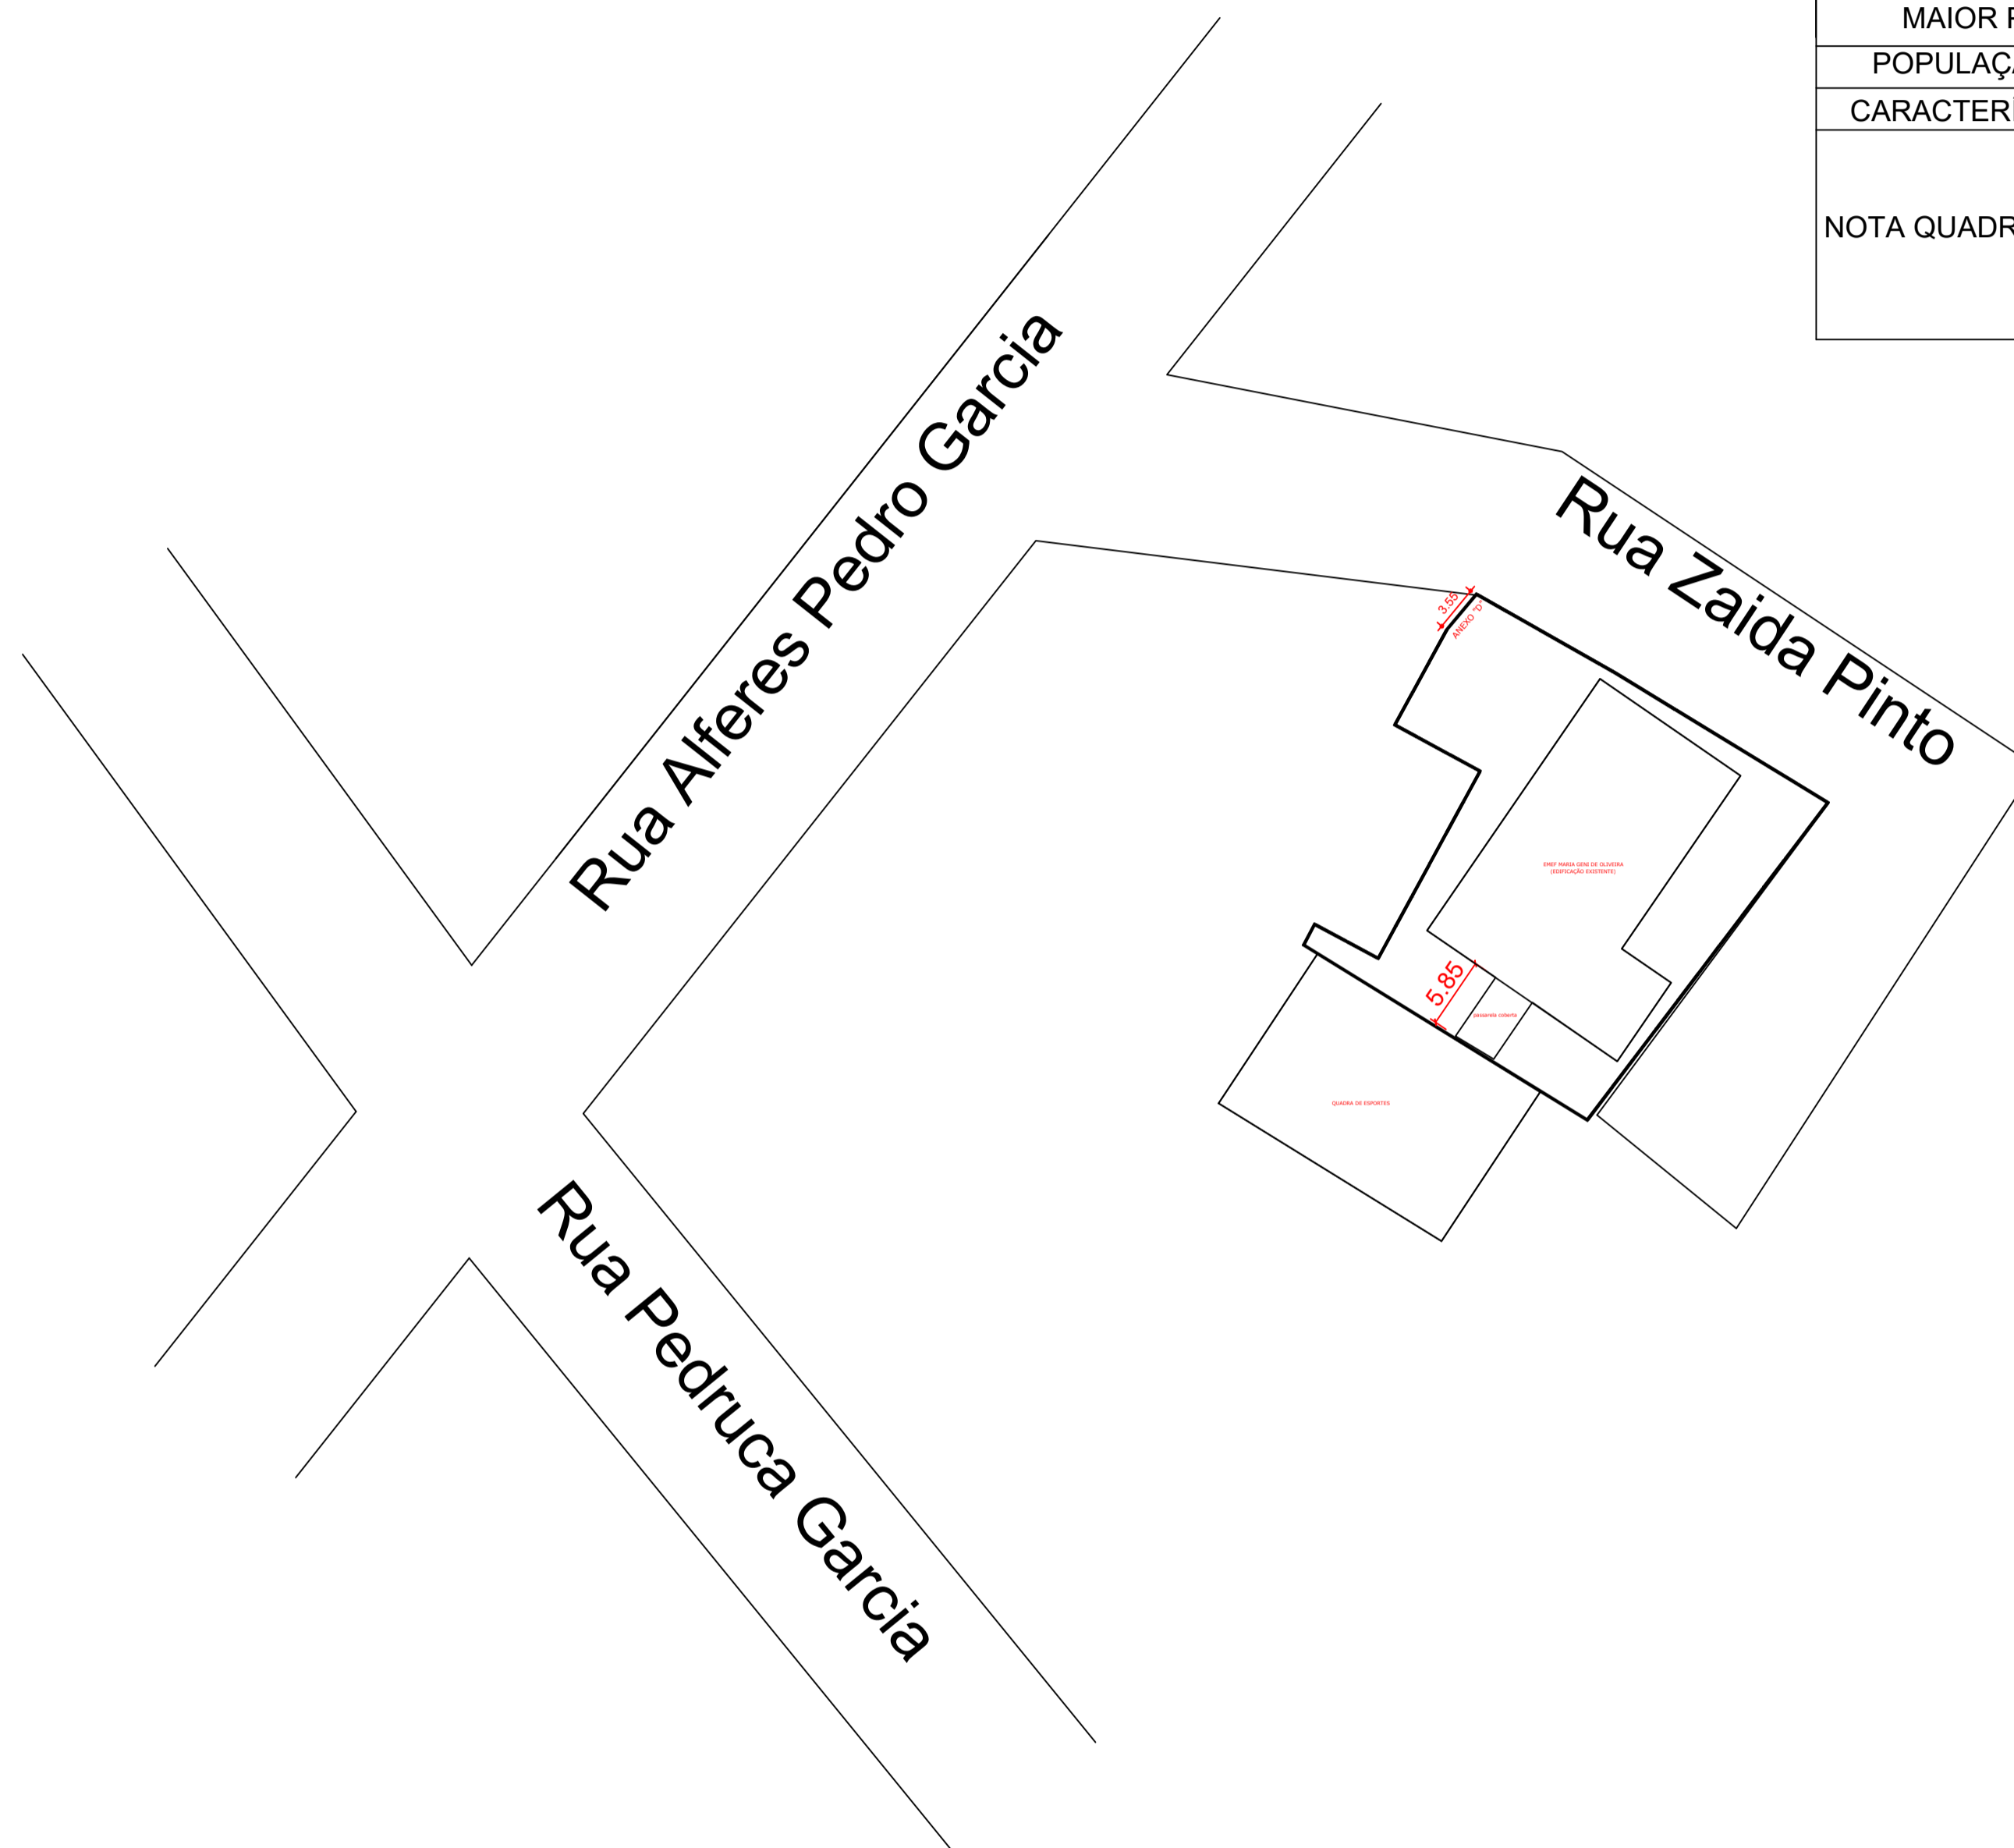 MAIOR
POPULAÇ
CARACTER
NOTA QUADR
Rua Alferes Pedro Garcia
Rua Zaida Pinto
3.55
ANEXO "D"
EMEF MARIA GENI DE OLIVEIRA
(EDIFICAÇÃO EXISTENTE)
5.85
passarela coberta
QUADRA DE ESPORTES
Rua Pedruca Garcia